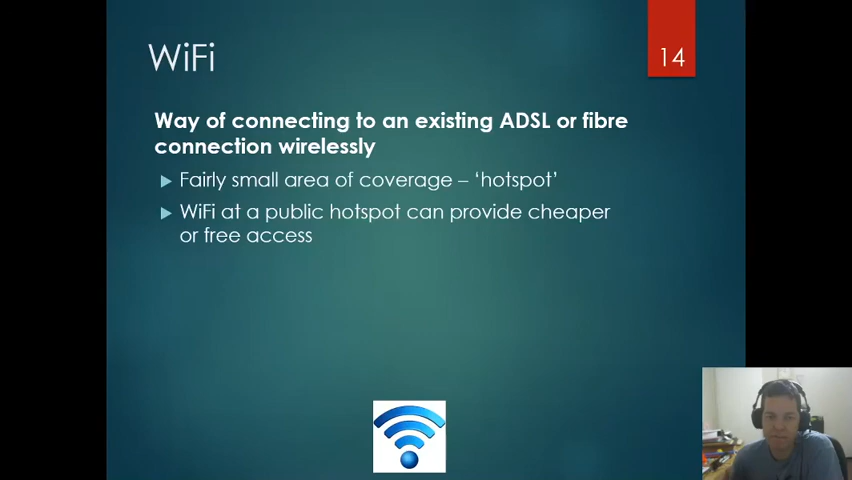 WiFi
14
Way of connecting to an existing ADSL or fibre
connection wirelessly
Fairly small area of coverage – ‘hotspot’
WiFi at a public hotspot can provide cheaper
or free access